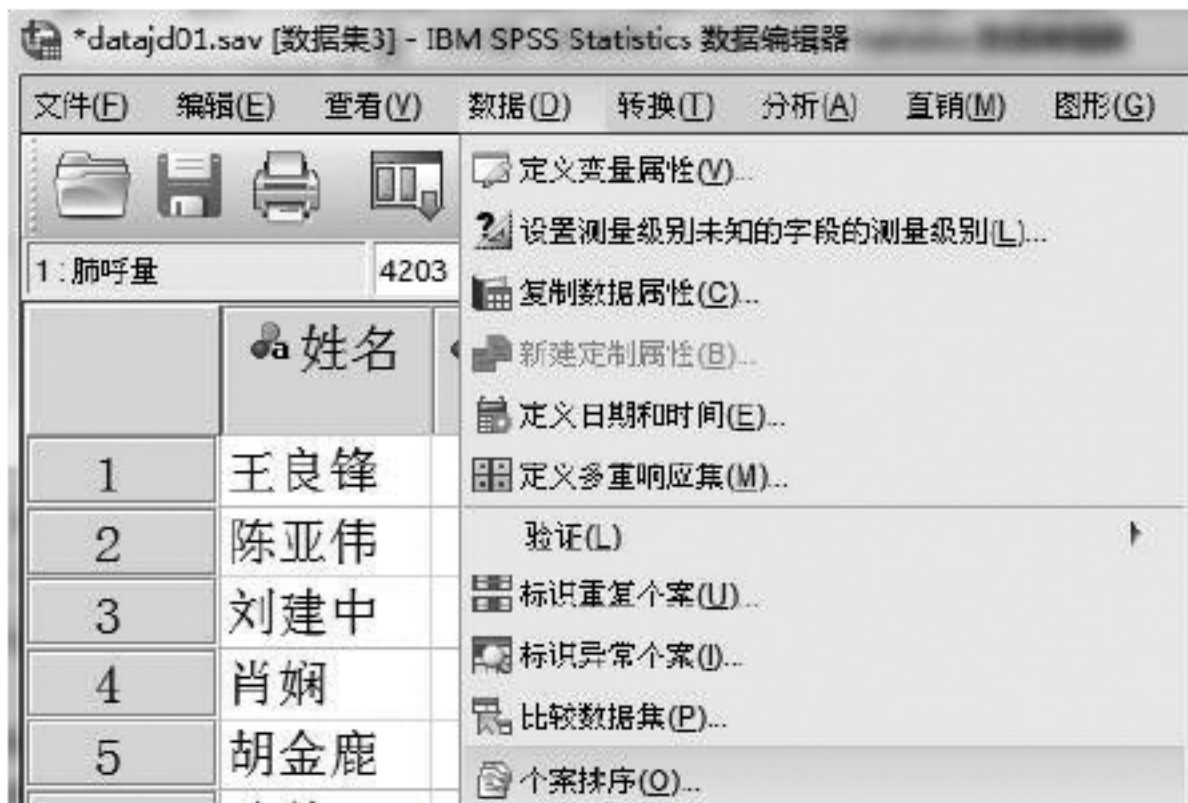 *datajd01.sav [数据集3] - IBM SPSS Statistics 数据编辑器
文件(F) 编辑(E) 查看(V) 数据(D) 转换(T) 分析(A) 直销(M) 图形(G)
定义变量属性(V)...
设置测量级别未知的字段的测量级别(L)...
1 : 肺呼量 4203
复制数据属性(C)...
a 姓名
新建定制属性(B)...
定义日期和时间(E)...
1 王良锋
定义多重响应集(M)...
2 陈亚伟
验证(L)
3 刘建中
标识重复个案(U)...
标识异常个案(I)...
4 肖娴
比较数据集(P)...
5 胡金鹿
个案排序(O)...